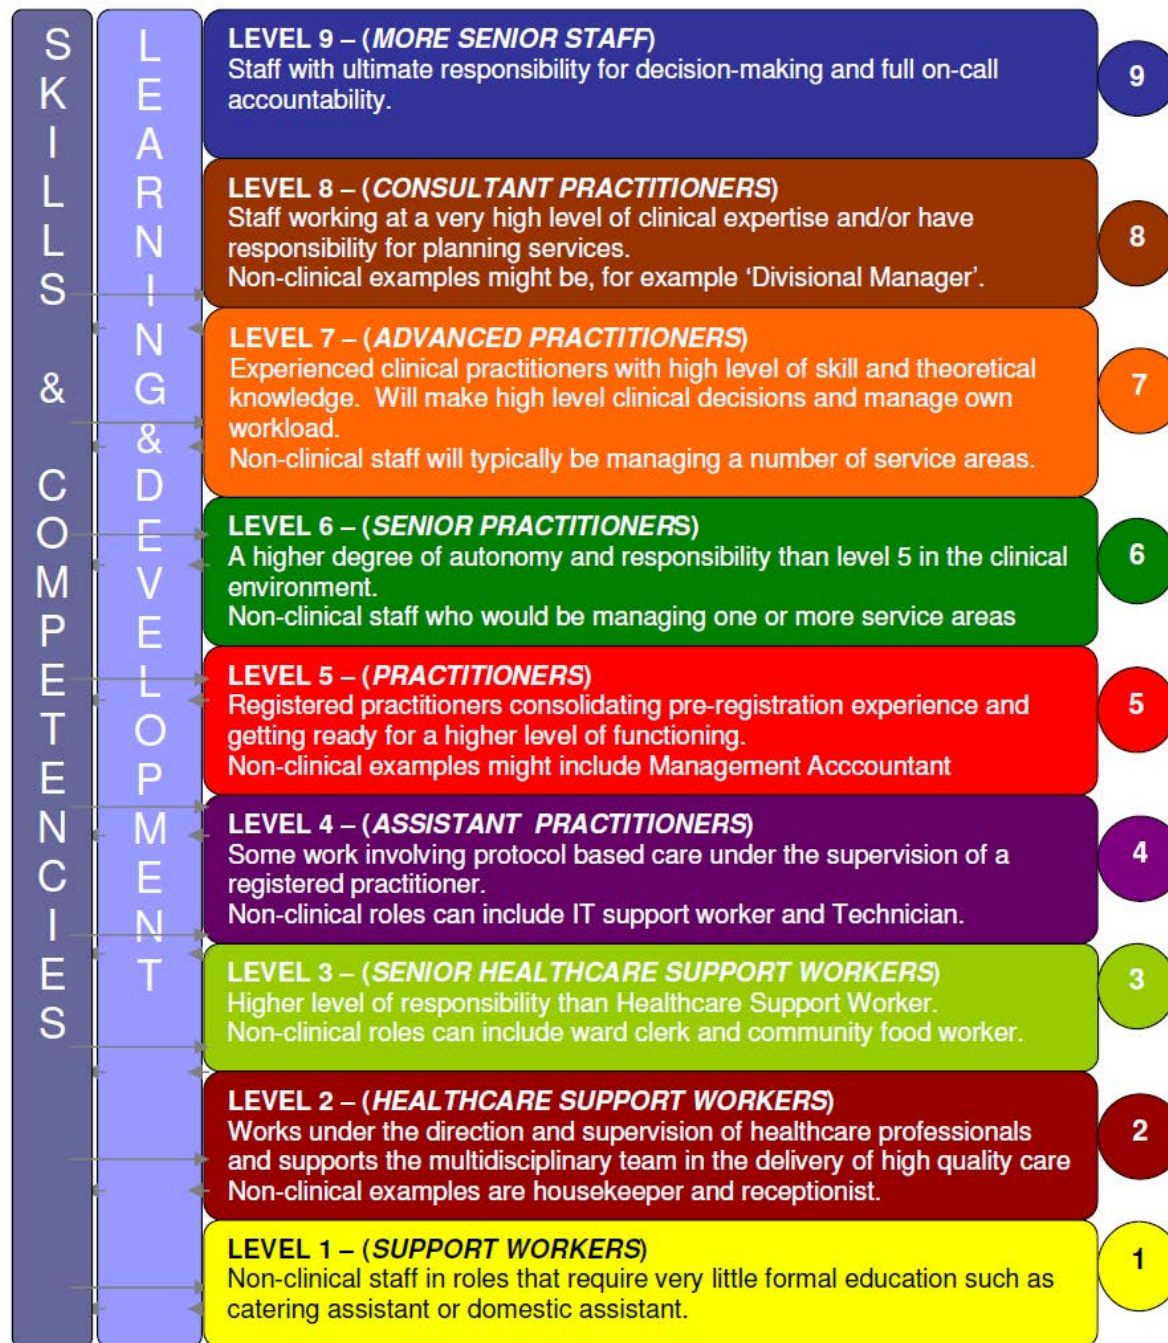 SKILLS & COMPETENCIES
LEARNING & DEVELOPMENT
LEVEL 9 – (MORE SENIOR STAFF)
Staff with ultimate responsibility for decision-making and full on-call
accountability.
9
LEVEL 8 – (CONSULTANT PRACTITIONERS)
Staff working at a very high level of clinical expertise and/or have
responsibility for planning services.
Non-clinical examples might be, for example ‘Divisional Manager’.
8
LEVEL 7 – (ADVANCED PRACTITIONERS)
Experienced clinical practitioners with high level of skill and theoretical
knowledge.  Will make high level clinical decisions and manage own
workload.
Non-clinical staff will typically be managing a number of service areas.
7
LEVEL 6 – (SENIOR PRACTITIONERS)
A higher degree of autonomy and responsibility than level 5 in the clinical
environment.
Non-clinical staff who would be managing one or more service areas
6
LEVEL 5 – (PRACTITIONERS)
Registered practitioners consolidating pre-registration experience and
getting ready for a higher level of functioning.
Non-clinical examples might include Management Acccountant
5
LEVEL 4 – (ASSISTANT  PRACTITIONERS)
Some work involving protocol based care under the supervision of a
registered practitioner.
Non-clinical roles can include IT support worker and Technician.
4
LEVEL 3 – (SENIOR HEALTHCARE SUPPORT WORKERS)
Higher level of responsibility than Healthcare Support Worker.
Non-clinical roles can include ward clerk and community food worker.
3
LEVEL 2 – (HEALTHCARE SUPPORT WORKERS)
Works under the direction and supervision of healthcare professionals
and supports the multidisciplinary team in the delivery of high quality care
Non-clinical examples are housekeeper and receptionist.
2
LEVEL 1 – (SUPPORT WORKERS)
Non-clinical staff in roles that require very little formal education such as
catering assistant or domestic assistant.
1